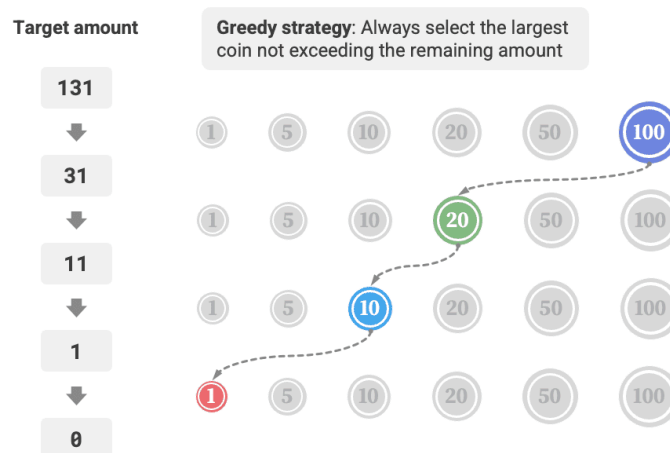 Target amount
Greedy strategy: Always select the largest
coin not exceeding the remaining amount
131
1 5 10 20 50 100
31
1 5 10 20 50 100
11
1 5 10 20 50 100
1
1 5 10 20 50 100
0